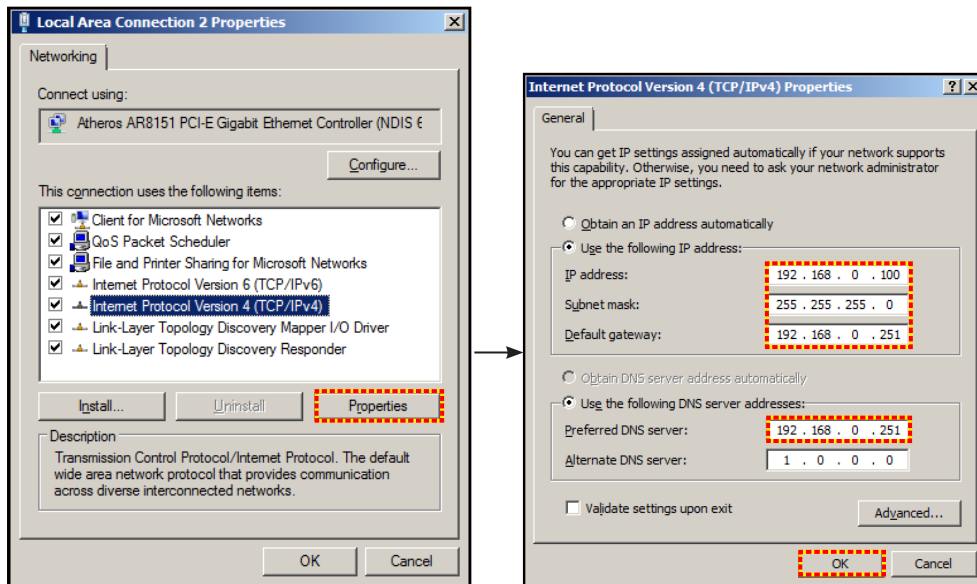 Local Area Connection 2 Properties
Networking
Connect using:
Atheros AR8151 PCI-E Gigabit Ethernet Controller (NDIS 6
Configure...
This connection uses the following items:
Client for Microsoft Networks
QoS Packet Scheduler
File and Printer Sharing for Microsoft Networks
Internet Protocol Version 6 (TCP/IPv6)
Internet Protocol Version 4 (TCP/IPv4)
Link-Layer Topology Discovery Mapper I/O Driver
Link-Layer Topology Discovery Responder
Install...
Uninstall
Properties
Description
Transmission Control Protocol/Internet Protocol. The default
wide area network protocol that provides communication
across diverse interconnected networks.
OK
Cancel
Internet Protocol Version 4 (TCP/IPv4) Properties
General
You can get IP settings assigned automatically if your network supports
this capability. Otherwise, you need to ask your network administrator
for the appropriate IP settings.
Obtain an IP address automatically
Use the following IP address:
IP address: 192 . 168 . 0 . 100
Subnet mask: 255 . 255 . 255 . 0
Default gateway: 192 . 168 . 0 . 251
Obtain DNS server address automatically
Use the following DNS server addresses:
Preferred DNS server: 192 . 168 . 0 . 251
Alternate DNS server: 1 . 0 . 0 . 0
Validate settings upon exit
Advanced...
OK
Cancel